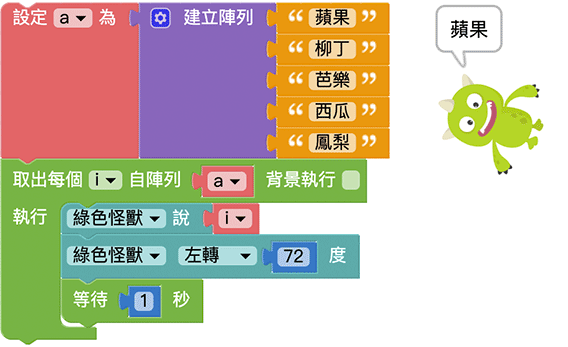 設定 a 為 建立陣列 “ 蘋果 ”
“ 柳丁 ”
“ 芭樂 ”
“ 西瓜 ”
“ 鳳梨 ”
取出每個 i 自陣列 a 背景執行
執行 綠色怪獸 說 i
綠色怪獸 左轉 72 度
等待 1 秒
蘋果